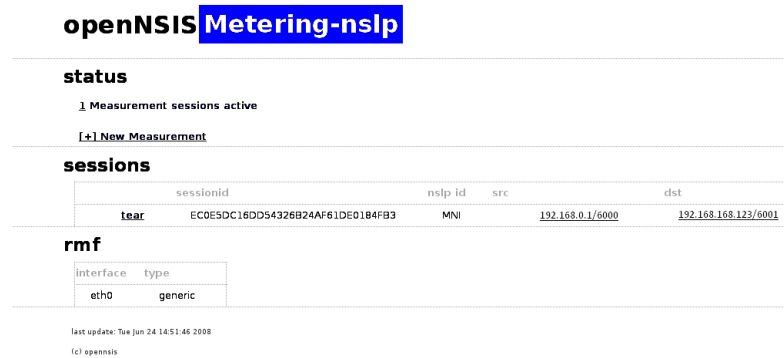 openNSIS Metering-nslp
status
1 Measurement sessions active
[+] New Measurement
sessions
sessionid nslp id src dst
tear EC0E5DC16DD54326B24AF61DE0184FB3 MNI 192.168.0.1/6000 192.168.168.123/6001
rmf
interface type
eth0 generic
last update: Tue Jun 24 14:51:46 2008
(c) opennsis